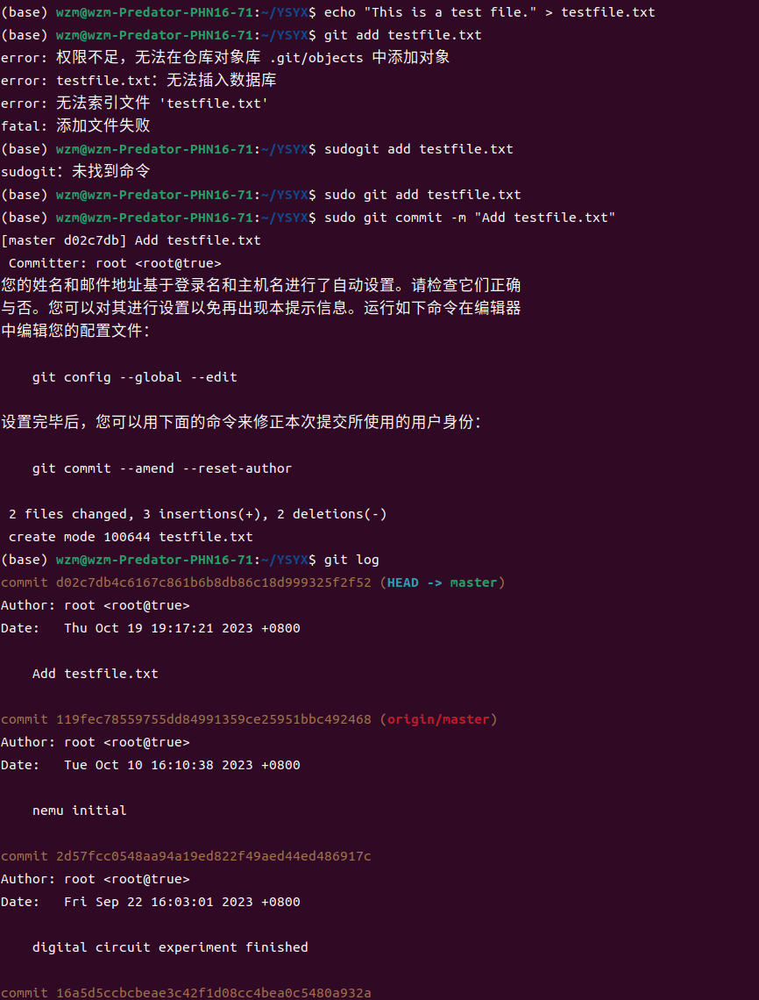 (base) wzm@wzm-Predator-PHN16-71:~/YSYX$ echo "This is a test file." > testfile.txt
(base) wzm@wzm-Predator-PHN16-71:~/YSYX$ git add testfile.txt
error: 权限不足，无法在仓库对象库 .git/objects 中添加对象
error: testfile.txt：无法插入数据库
error: 无法索引文件 'testfile.txt'
fatal: 添加文件失败
(base) wzm@wzm-Predator-PHN16-71:~/YSYX$ sudogit add testfile.txt
sudogit：未找到命令
(base) wzm@wzm-Predator-PHN16-71:~/YSYX$ sudo git add testfile.txt
(base) wzm@wzm-Predator-PHN16-71:~/YSYX$ sudo git commit -m "Add testfile.txt"
[master d02c7db] Add testfile.txt
 Committer: root <root@true>
您的姓名和邮件地址基于登录名和主机名进行了自动设置。请检查它们正确
与否。您可以对其进行设置以免再出现本提示信息。运行如下命令在编辑器
中编辑您的配置文件：
    git config --global --edit
设置完毕后，您可以用下面的命令来修正本次提交所使用的用户身份：
    git commit --amend --reset-author
 2 files changed, 3 insertions(+), 2 deletions(-)
 create mode 100644 testfile.txt
(base) wzm@wzm-Predator-PHN16-71:~/YSYX$ git log
commit d02c7db4c6167c861b6b8db86c18d999325f2f52 (HEAD -> master)
Author: root <root@true>
Date:   Thu Oct 19 19:17:21 2023 +0800
    Add testfile.txt
commit 119fec78559755dd84991359ce25951bbc492468 (origin/master)
Author: root <root@true>
Date:   Tue Oct 10 16:10:38 2023 +0800
    nemu initial
commit 2d57fcc0548aa94a19ed822f49aed44ed486917c
Author: root <root@true>
Date:   Fri Sep 22 16:03:01 2023 +0800
    digital circuit experiment finished
commit 16a5d5ccbcbeae3c42f1d08cc4bea0c5480a932a